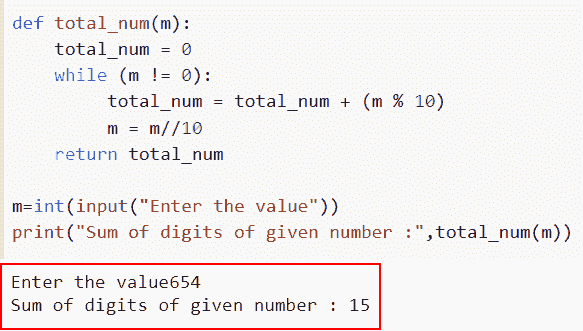 def total_num(m):
    total_num = 0
    while (m != 0):
        total_num = total_num + (m % 10)
        m = m//10
    return total_num
m=int(input("Enter the value"))
print("Sum of digits of given number :",total_num(m))
Enter the value654
Sum of digits of given number : 15